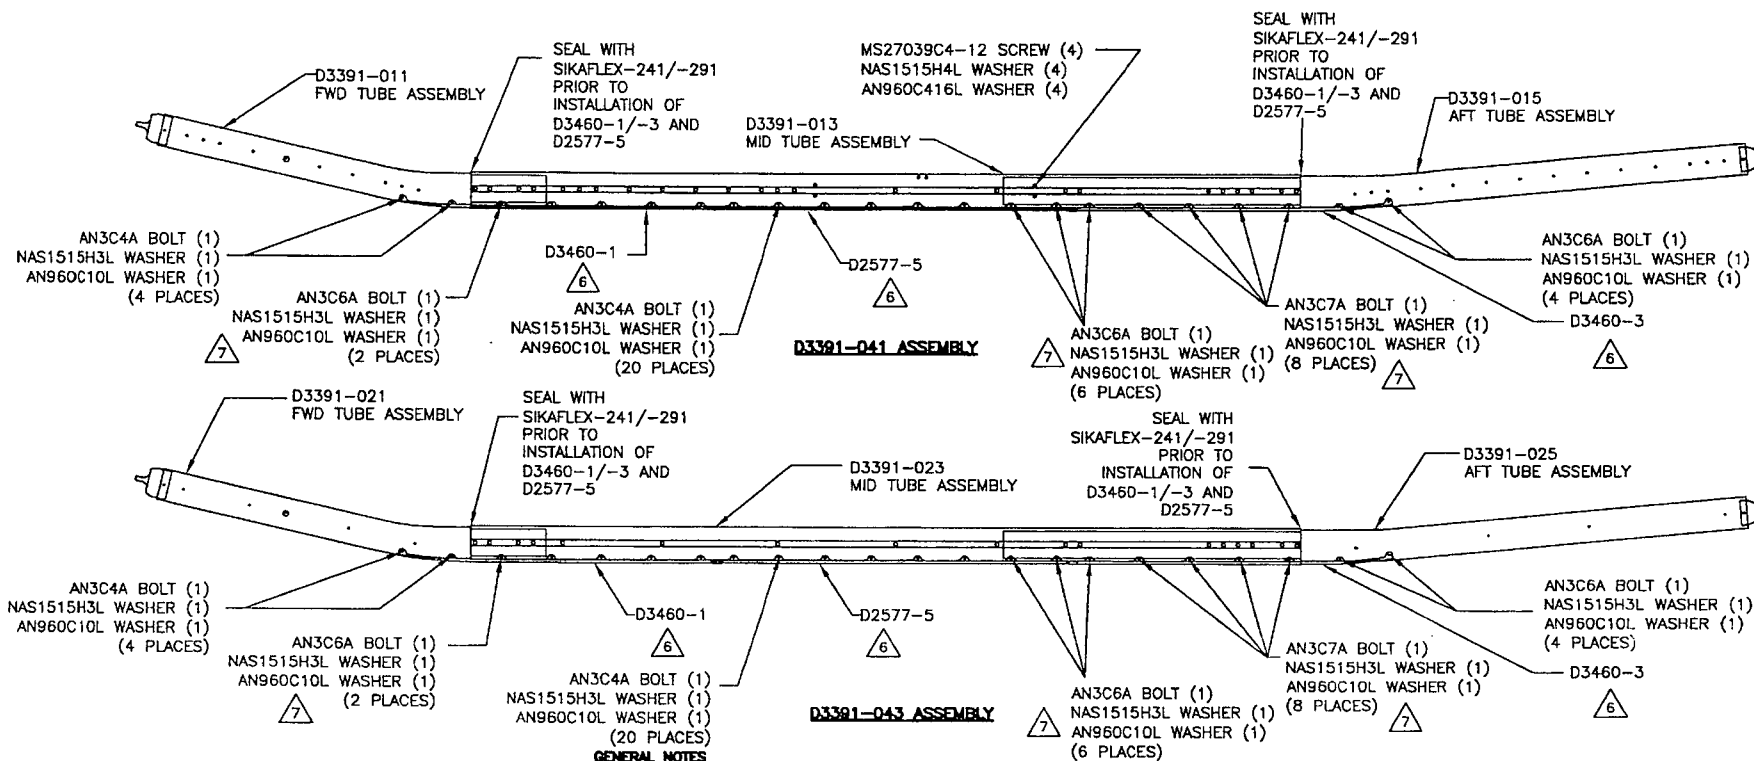 D3391-011
FWD TUBE ASSEMBLY
SEAL WITH
SIKAFLEX-241/-291
PRIOR TO
INSTALLATION OF
D3460-1/-3 AND
D2577-5
MS27039C4-12 SCREW (4)
NAS1515H4L WASHER (4)
AN960C416L WASHER (4)
D3391-013
MID TUBE ASSEMBLY
SEAL WITH
SIKAFLEX-241/-291
PRIOR TO
INSTALLATION OF
D3460-1/-3 AND
D2577-5
D3391-015
AFT TUBE ASSEMBLY
AN3C4A BOLT (1)
NAS1515H3L WASHER (1)
AN960C10L WASHER (1)
(4 PLACES)
AN3C6A BOLT (1)
NAS1515H3L WASHER (1)
AN960C10L WASHER (1)
(2 PLACES)
7
D3460-1
6
AN3C4A BOLT (1)
NAS1515H3L WASHER (1)
AN960C10L WASHER (1)
(20 PLACES)
D2577-5
6
D3391-041 ASSEMBLY
7
AN3C6A BOLT (1)
NAS1515H3L WASHER (1)
AN960C10L WASHER (1)
(6 PLACES)
AN3C7A BOLT (1)
NAS1515H3L WASHER (1)
AN960C10L WASHER (1)
(8 PLACES)
7
AN3C6A BOLT (1)
NAS1515H3L WASHER (1)
AN960C10L WASHER (1)
(4 PLACES)
D3460-3
6
D3391-021
FWD TUBE ASSEMBLY
SEAL WITH
SIKAFLEX-241/-291
PRIOR TO
INSTALLATION OF
D3460-1/-3 AND
D2577-5
D3391-023
MID TUBE ASSEMBLY
SEAL WITH
SIKAFLEX-241/-291
PRIOR TO
INSTALLATION OF
D3460-1/-3 AND
D2577-5
D3391-025
AFT TUBE ASSEMBLY
AN3C4A BOLT (1)
NAS1515H3L WASHER (1)
AN960C10L WASHER (1)
(4 PLACES)
AN3C6A BOLT (1)
NAS1515H3L WASHER (1)
AN960C10L WASHER (1)
(2 PLACES)
7
D3460-1
6
AN3C4A BOLT (1)
NAS1515H3L WASHER (1)
AN960C10L WASHER (1)
(20 PLACES)
D2577-5
6
D3391-043 ASSEMBLY
7
AN3C6A BOLT (1)
NAS1515H3L WASHER (1)
AN960C10L WASHER (1)
(6 PLACES)
AN3C7A BOLT (1)
NAS1515H3L WASHER (1)
AN960C10L WASHER (1)
(8 PLACES)
7
AN3C6A BOLT (1)
NAS1515H3L WASHER (1)
AN960C10L WASHER (1)
(4 PLACES)
D3460-3
6
GENERAL NOTES